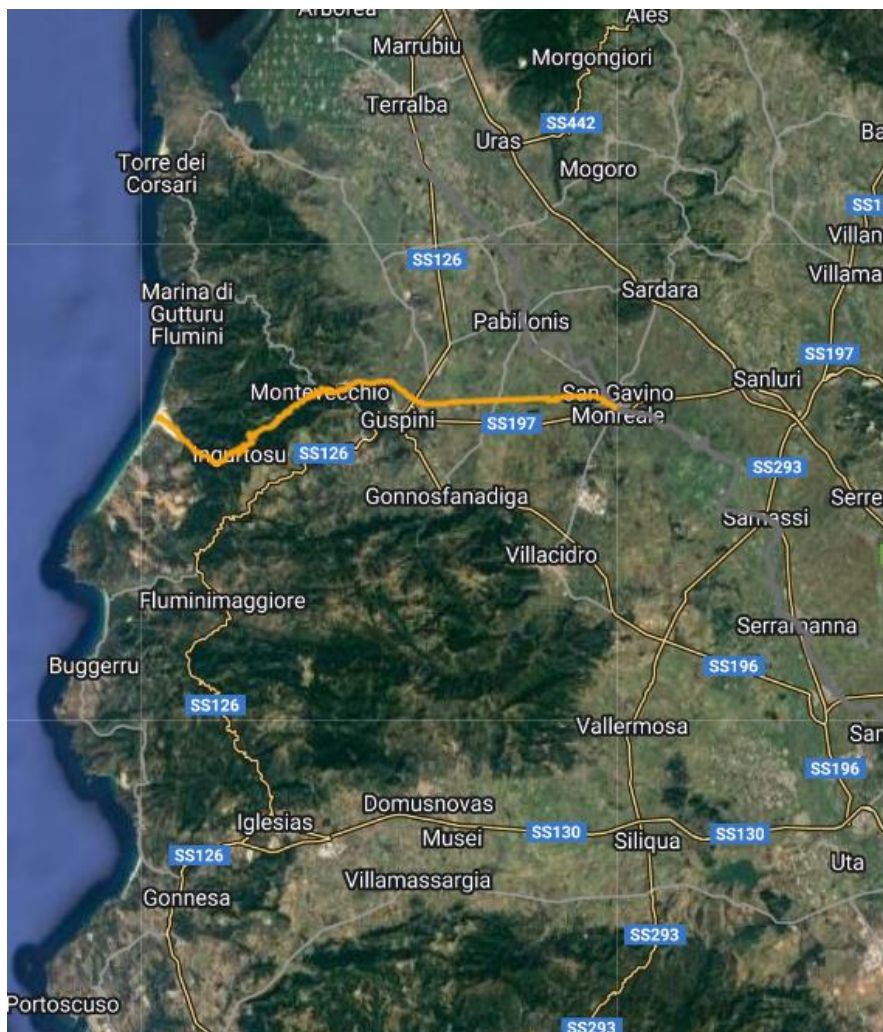 Arborea
Marrubiu
Ales
Morgongiori
Terralba
SS442
Uras
Ba
Torre dei
Corsari
Mogoro
SS1
Villan
SS126
Villama
Marina di
Gutturu
Flumini
Sardara
Pabillonis
SS197
Montevecchio
San Gavino
Monreale
Sanluri
Guspini
SS197
Ingurtosu
SS126
SS293
Gonnosfanadiga
Serre
Samassi
Villacidro
Fluminimaggiore
Serramanna
Buggerru
SS196
SS126
Vallermosa
San
SS196
Domusnovas
Iglesias
Musei
SS130
Siliqua
SS130
SS126
Uta
Villamassargia
Gonnesa
SS293
Portoscuso
SS293